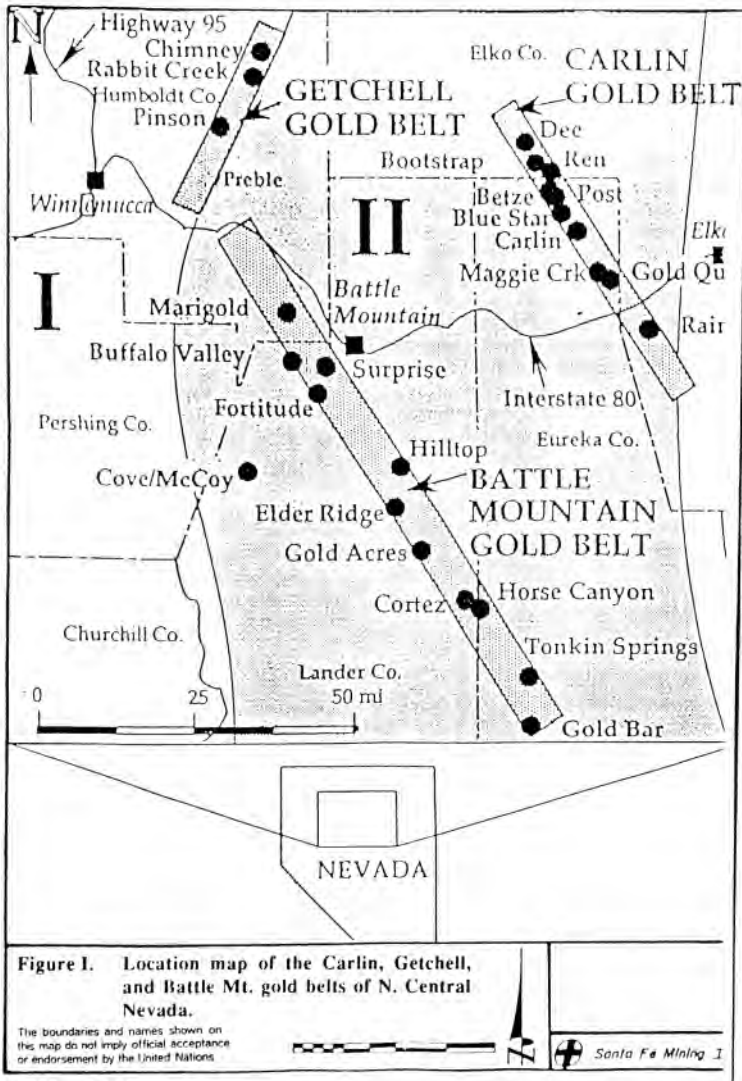 N
Highway 95
Chimney
Rabbit Creek
Humboldt Co.
Pinson
GETCHELL
GOLD BELT
Preble
Elko Co.
CARLIN
GOLD BELT
Dee
Bootstrap
Ren
Betze
Post
Blue Star
Carlin
Maggie Crk
Gold Qu
Rain
Winnemucca
I
II
Battle
Mountain
Marigold
Buffalo Valley
Surprise
Fortitude
Interstate 80
Pershing Co.
Eureka Co.
Hilltop
Cove/McCoy
BATTLE
MOUNTAIN
GOLD BELT
Elder Ridge
Gold Acres
Cortez
Horse Canyon
Churchill Co.
Tonkin Springs
Lander Co.
0 25 50 mi
Gold Bar
NEVADA
Figure I. Location map of the Carlin, Getchell,
and Battle Mt. gold belts of N. Central
Nevada.
The boundaries and names shown on
this map do not imply official acceptance
or endorsement by the United Nations
N
Santa Fe Mining